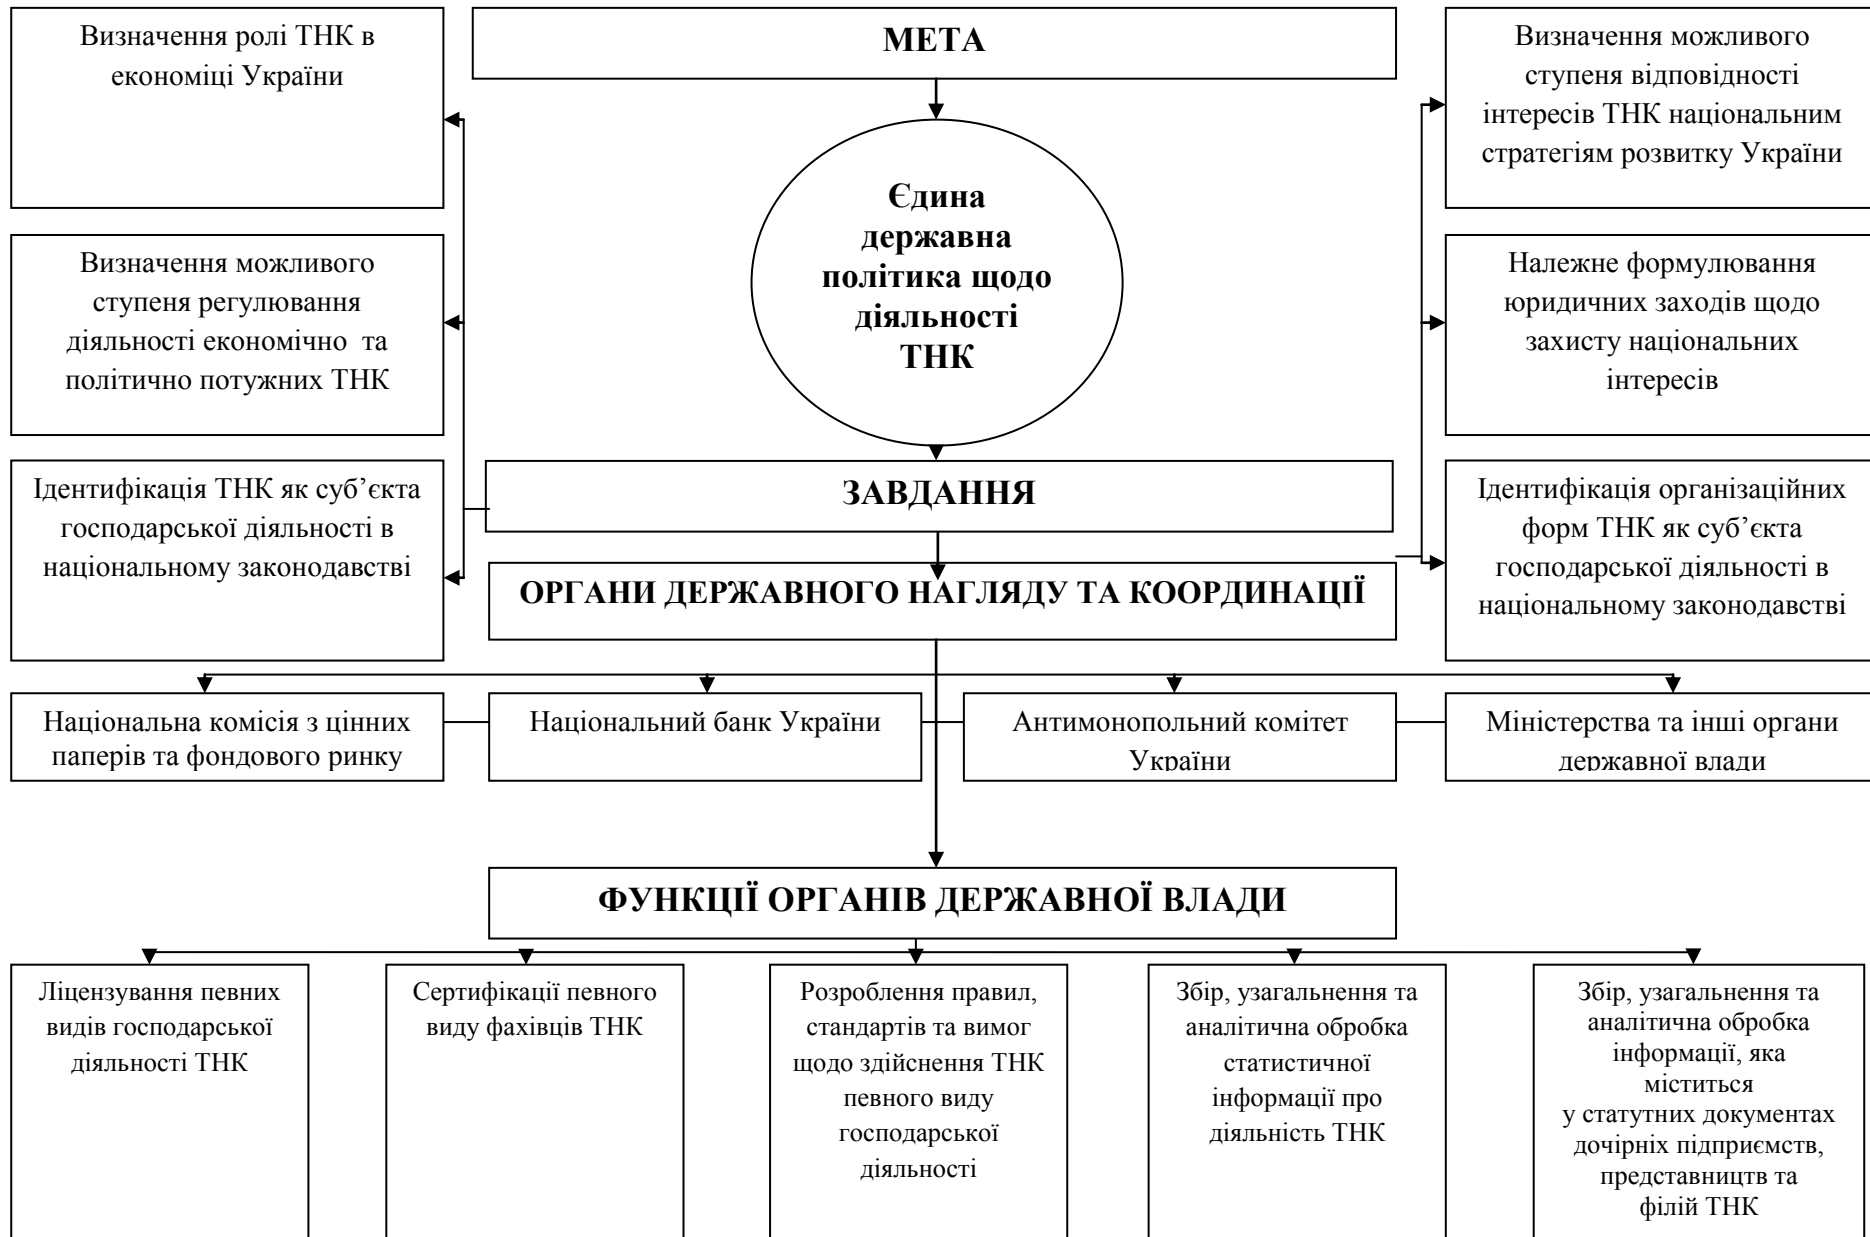 Визначення ролі ТНК в
економіці України
МЕТА
Визначення можливого
ступеня відповідності
інтересів ТНК національним
стратегіям розвитку України
Єдина
державна
політика щодо
діяльності
ТНК
Визначення можливого
ступеня регулювання
діяльності економічно та
політично потужних ТНК
Належне формулювання
юридичних заходів щодо
захисту національних
інтересів
Ідентифікація ТНК як суб’єкта
господарської діяльності в
національному законодавстві
ЗАВДАННЯ
Ідентифікація організаційних
форм ТНК як суб’єкта
господарської діяльності в
національному законодавстві
ОРГАНИ ДЕРЖАВНОГО НАГЛЯДУ ТА КООРДИНАЦІЇ
Національна комісія з цінних
паперів та фондового ринку
Національний банк України
Антимонопольний комітет
України
Міністерства та інші органи
державної влади
ФУНКЦІЇ ОРГАНІВ ДЕРЖАВНОЇ ВЛАДИ
Ліцензування певних
видів господарської
діяльності ТНК
Сертифікації певного
виду фахівців ТНК
Розроблення правил,
стандартів та вимог
щодо здійснення ТНК
певного виду
господарської
діяльності
Збір, узагальнення та
аналітична обробка
статистичної
інформації про
діяльність ТНК
Збір, узагальнення та
аналітична обробка
інформації, яка
міститься
у статутних документах
дочірніх підприємств,
представництв та
філій ТНК